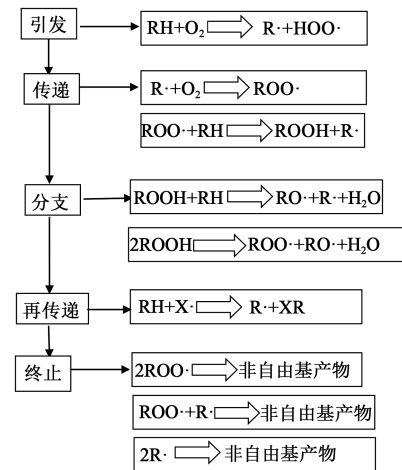 引发
RH+O₂ ⇨ R·+HOO·
传递
R·+O₂ ⇨ ROO·
ROO·+RH ⇨ ROOH+R·
分支
ROOH+RH ⇨ RO·+R·+H₂O
2ROOH ⇨ ROO·+RO·+H₂O
再传递
RH+X· ⇨ R·+XR
终止
2ROO· ⇨ 非自由基产物
ROO·+R· ⇨ 非自由基产物
2R· ⇨ 非自由基产物